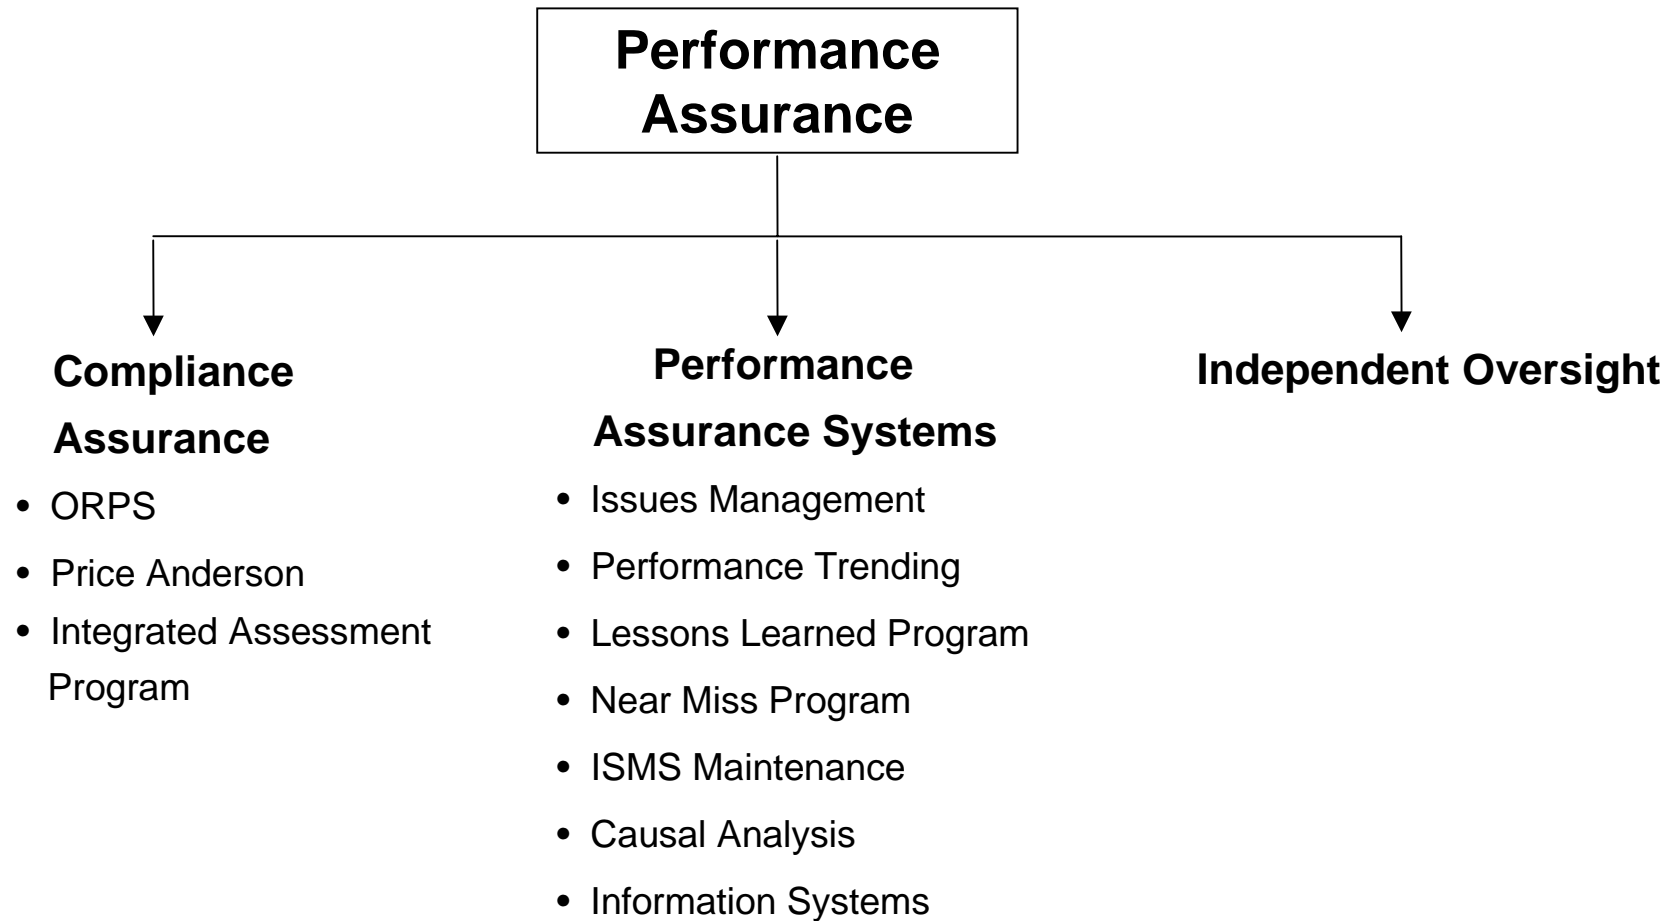 Performance
Assurance
Compliance
Assurance
• ORPS
• Price Anderson
• Integrated Assessment
Program
Performance
Assurance Systems
• Issues Management
• Performance Trending
• Lessons Learned Program
• Near Miss Program
• ISMS Maintenance
• Causal Analysis
• Information Systems
Independent Oversight